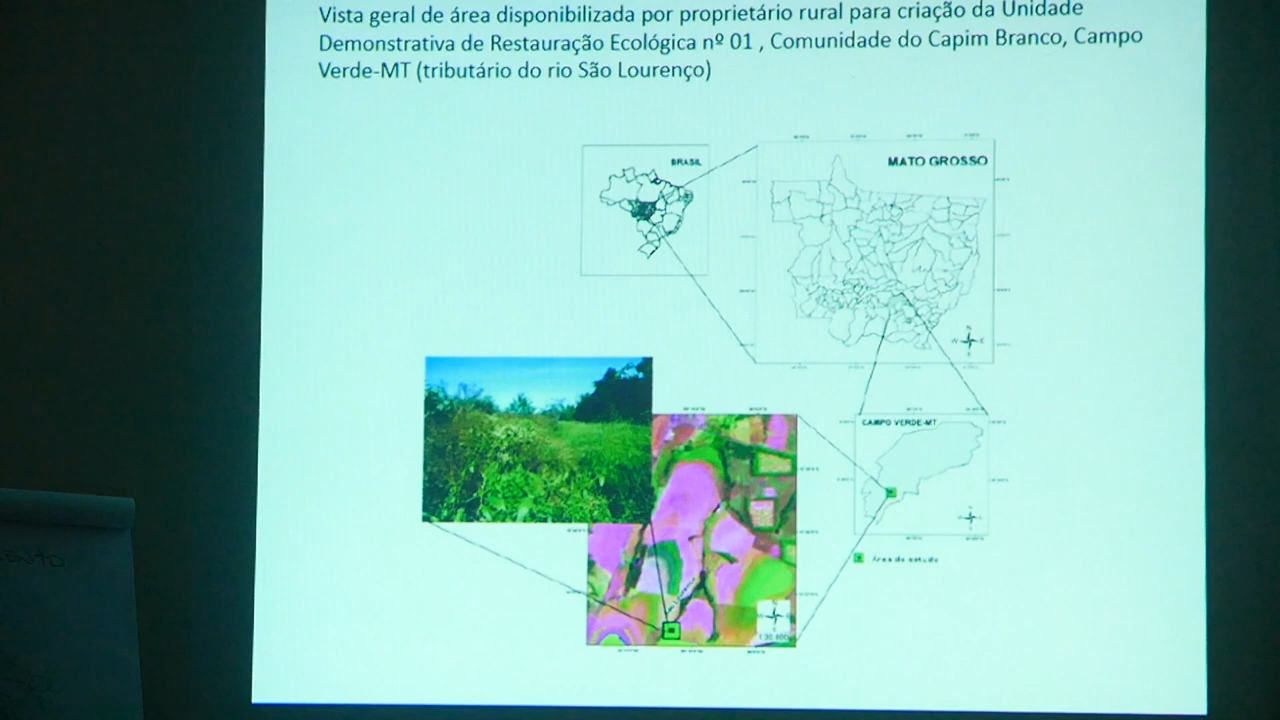 Vista geral de área disponibilizada por proprietário rural para criação da Unidade
Demonstrativa de Restauração Ecológica nº 01 , Comunidade do Capim Branco, Campo
Verde-MT (tributário do rio São Lourenço)
BRASIL
MATO GROSSO
N
W E
CAMPO VERDE-MT
Área de estudo